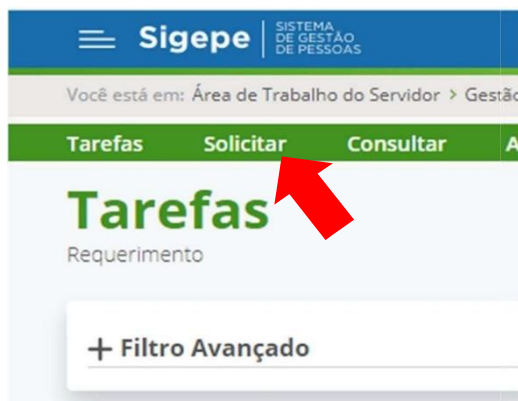 Sigepe SISTEMA
DE GESTÃO
DE PESSOAS
Você está em: Área de Trabalho do Servidor > Gestão
Tarefas Solicitar Consultar A
Tarefas
Requerimento
+ Filtro Avançado